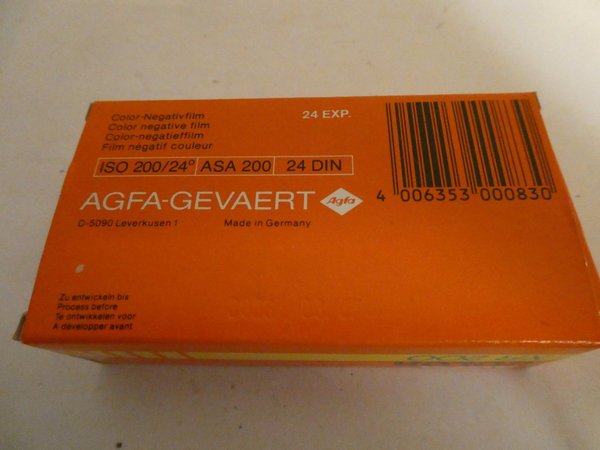 Color-Negativfilm
Color negative film
Color-negatieffilm
Film négatif couleur
24 EXP.
ISO 200/24° ASA 200 24 DIN
AGFA-GEVAERT Agfa
D-5090 Leverkusen 1 Made in Germany
4 006353 000830
Zu entwickeln bis
Process before
Te ontwikkelen voor
A developper avant